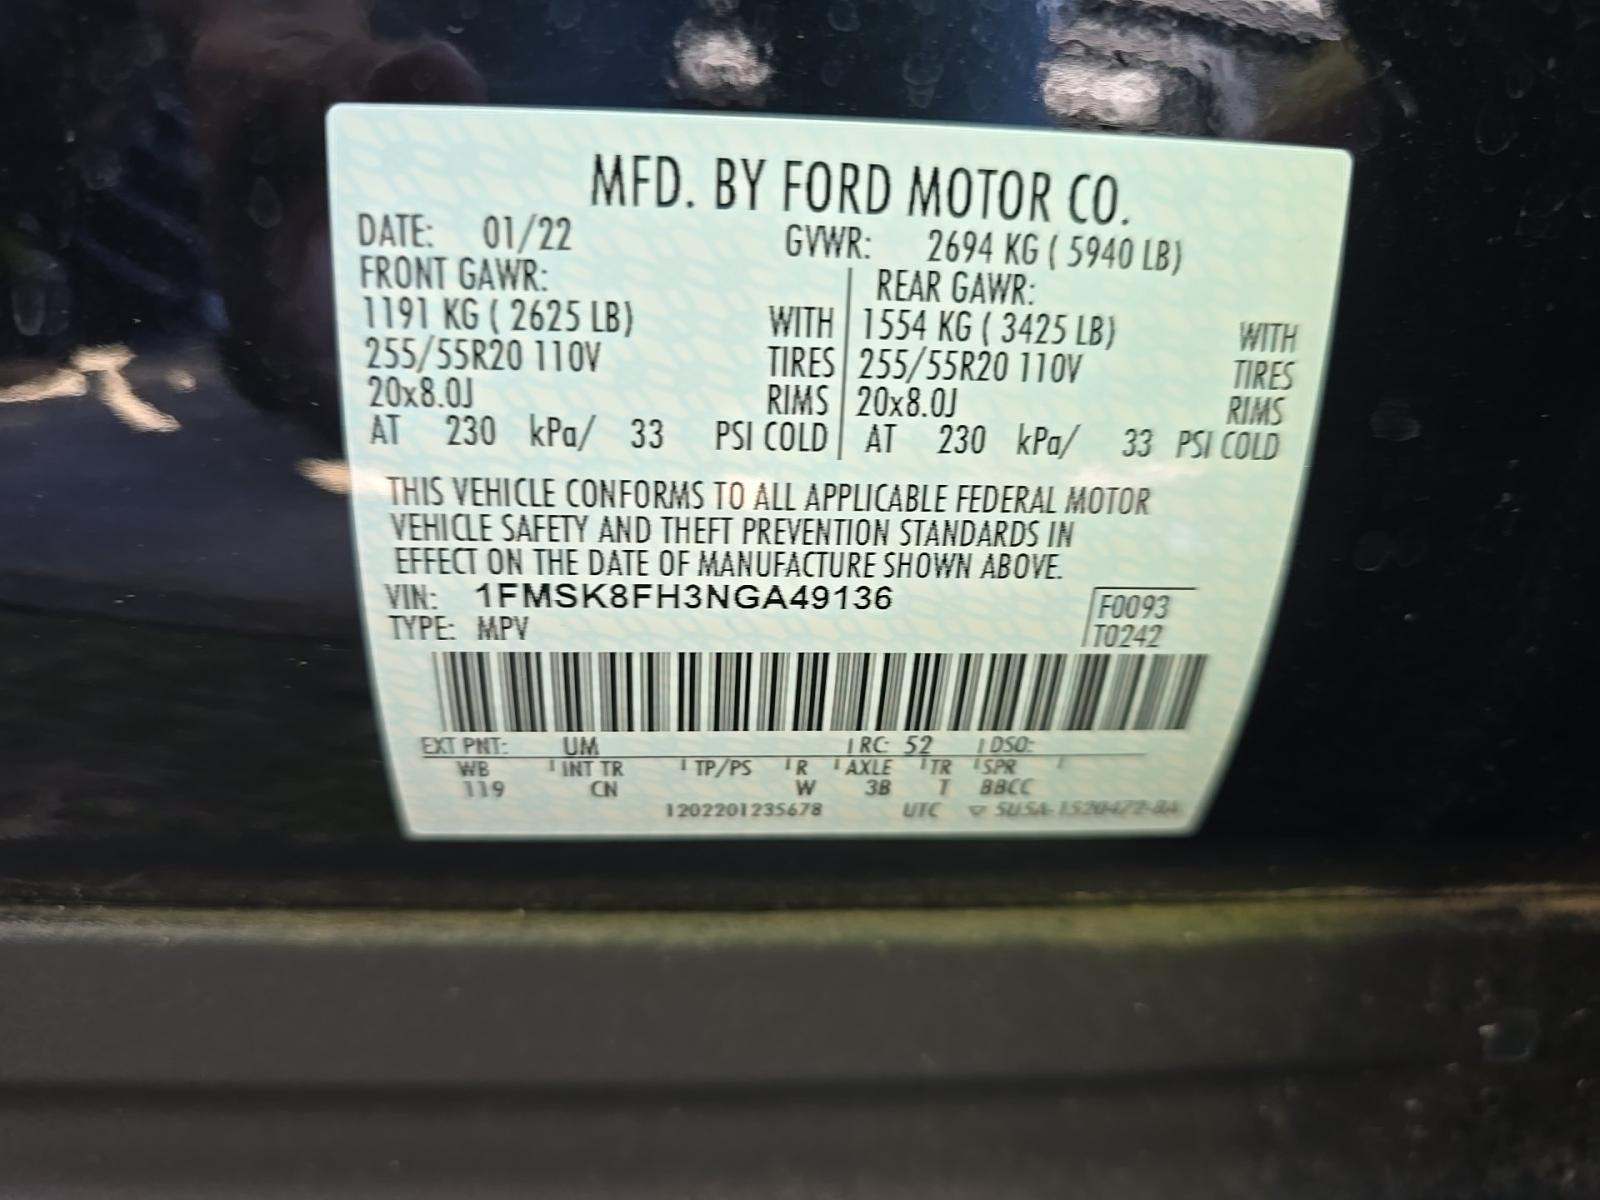 MFD. BY FORD MOTOR CO.
DATE: 01/22 GVWR: 2694 KG ( 5940 LB)
FRONT GAWR: REAR GAWR:
1191 KG ( 2625 LB) WITH 1554 KG ( 3425 LB) WITH
255/55R20 110V TIRES 255/55R20 110V TIRES
20x8.0J RIMS 20x8.0J RIMS
AT 230 kPa/ 33 PSI COLD AT 230 kPa/ 33 PSI COLD
THIS VEHICLE CONFORMS TO ALL APPLICABLE FEDERAL MOTOR
VEHICLE SAFETY AND THEFT PREVENTION STANDARDS IN
EFFECT ON THE DATE OF MANUFACTURE SHOWN ABOVE.
VIN: 1FMSK8FH3NGA49136 F0093
TYPE: MPV T0242
EXT PNT: UM RC: 52 DSO:
WB INT TR TP/PS R AXLE TR SPR
119 CN W 3B T BBCC
1202201235678 UTC